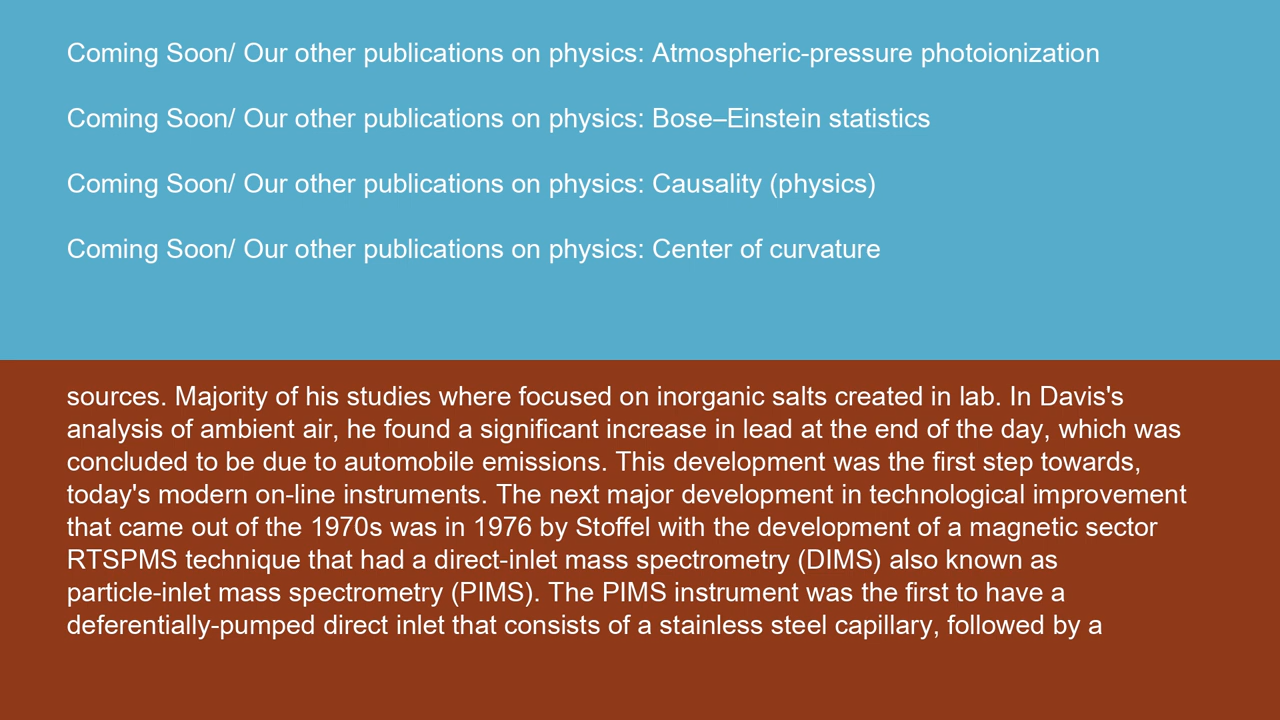 Coming Soon/ Our other publications on physics: Atmospheric-pressure photoionization
Coming Soon/ Our other publications on physics: Bose–Einstein statistics
Coming Soon/ Our other publications on physics: Causality (physics)
Coming Soon/ Our other publications on physics: Center of curvature
sources. Majority of his studies where focused on inorganic salts created in lab. In Davis's
analysis of ambient air, he found a significant increase in lead at the end of the day, which was
concluded to be due to automobile emissions. This development was the first step towards,
today's modern on-line instruments. The next major development in technological improvement
that came out of the 1970s was in 1976 by Stoffel with the development of a magnetic sector
RTSPMS technique that had a direct-inlet mass spectrometry (DIMS) also known as
particle-inlet mass spectrometry (PIMS). The PIMS instrument was the first to have a
deferentially-pumped direct inlet that consists of a stainless steel capillary, followed by a